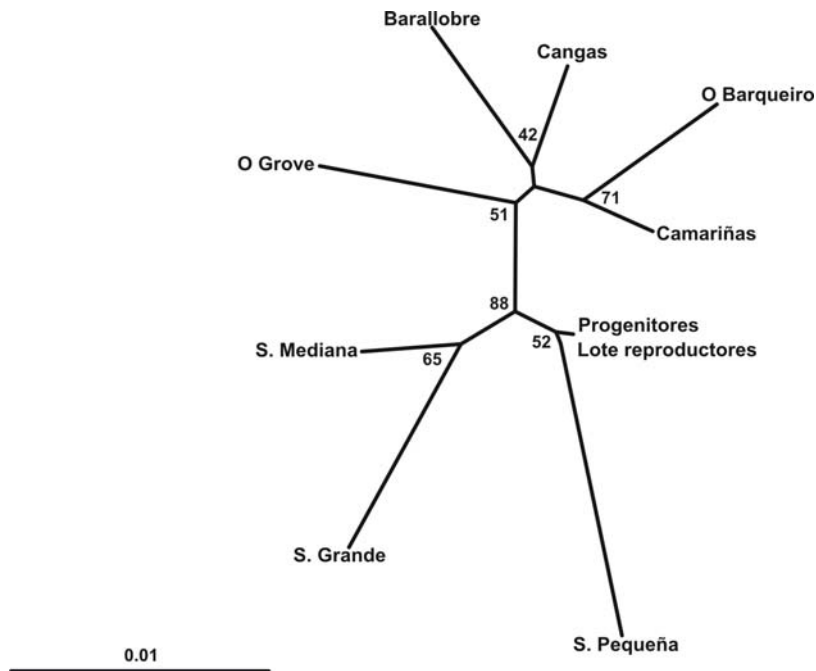 Barallobre
Cangas
O Barqueiro
42
O Grove
71
51
Camariñas
88
Progenitores
52
Lote reproductores
S. Mediana
65
S. Grande
S. Pequeña
0.01